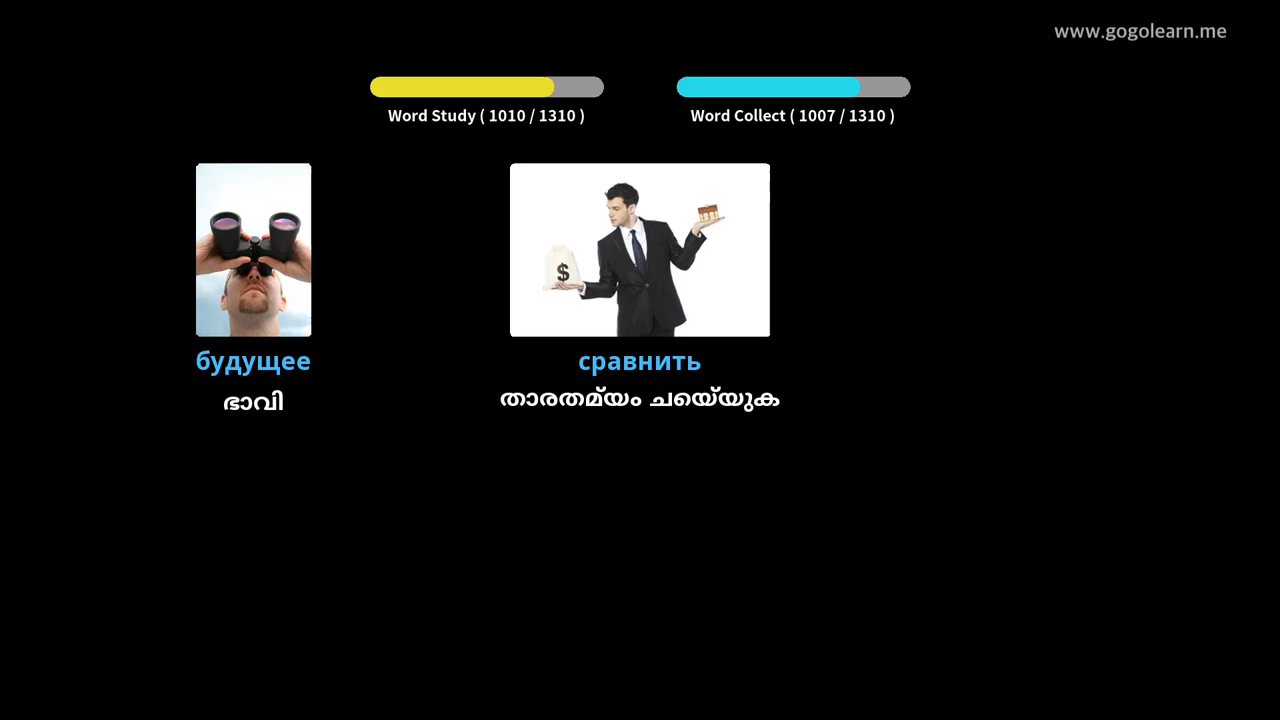 www.gogolearn.me
Word Study ( 1010 / 1310 )
Word Collect ( 1007 / 1310 )
$
будущее
сравнить
ഭാവി
താരതമ്യം ചെയ്യുക